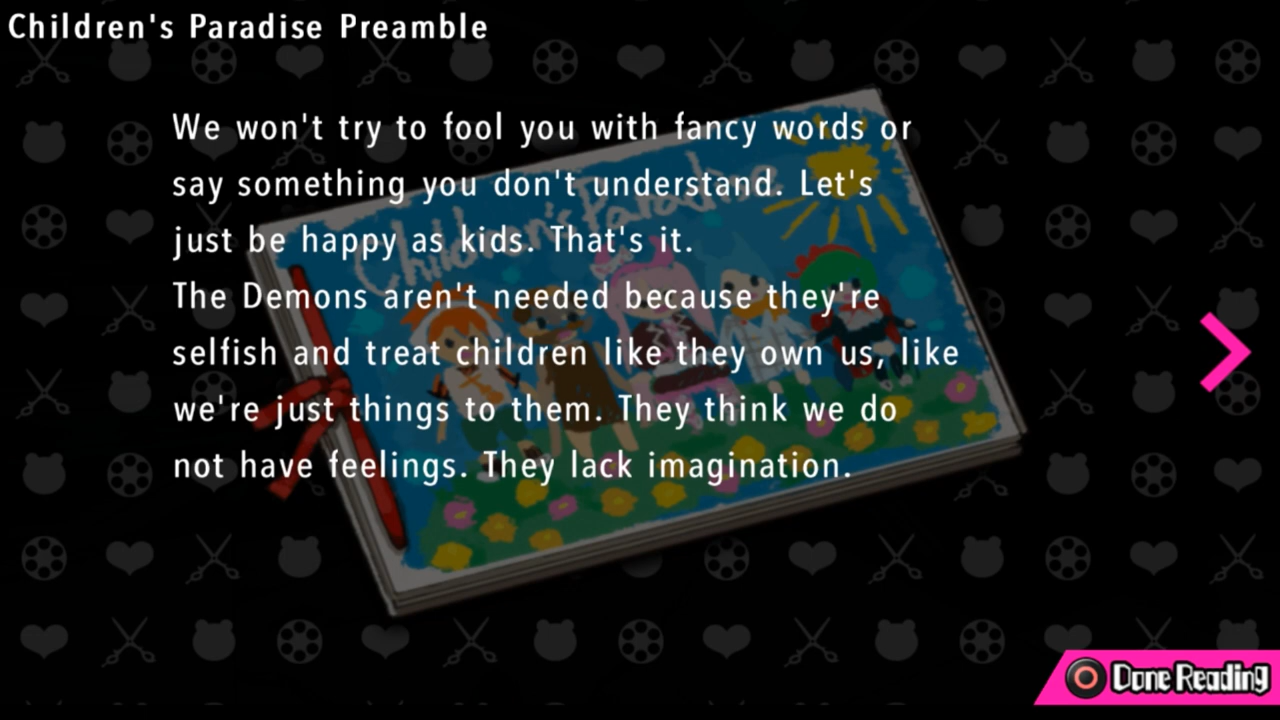 Children's Paradise Preamble
We won't try to fool you with fancy words or
say something you don't understand. Let's
just be happy as kids. That's it.
The Demons aren't needed because they're
selfish and treat children like they own us, like
we're just things to them. They think we do
not have feelings. They lack imagination.
Children's Paradise
Done Reading